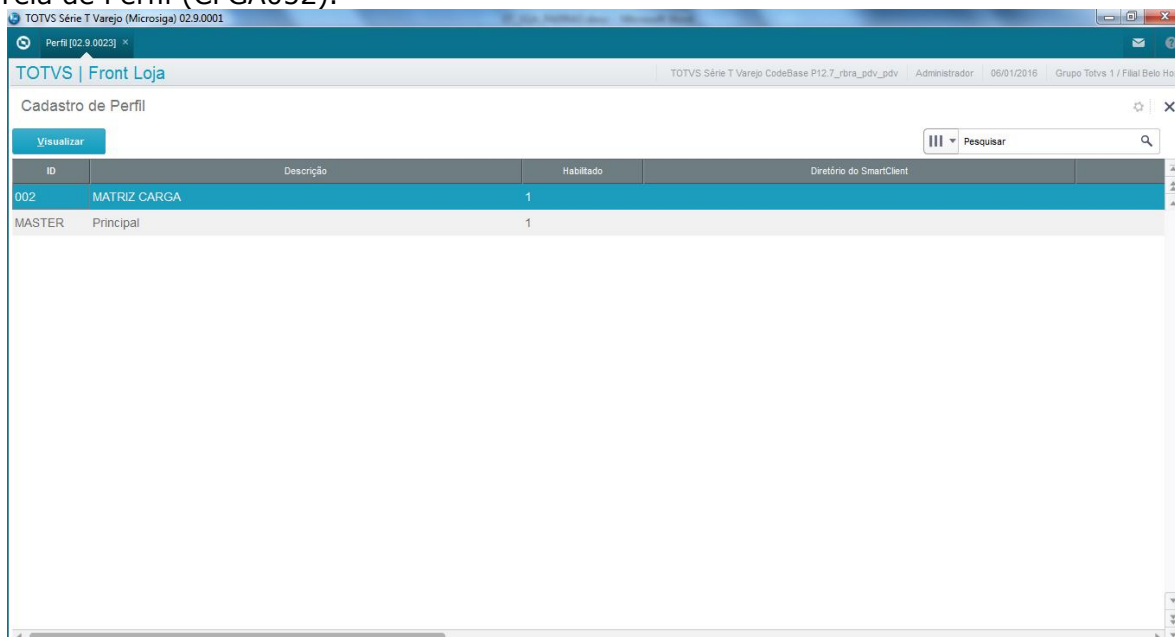 Tela de Perfil (CFGA052):
TOTVS Série T Varejo (Microsiga) 02.9.0001
Perfil [02.9.0023] ×
TOTVS | Front Loja TOTVS Série T Varejo CodeBase P12.7_rbra_pdv_pdv Administrador 06/01/2016 Grupo Totvs 1 / Filial Belo Ho
Cadastro de Perfil
Visualizar Pesquisar
ID Descrição Habilitado Diretório do SmartClient
002 MATRIZ CARGA 1
MASTER Principal 1